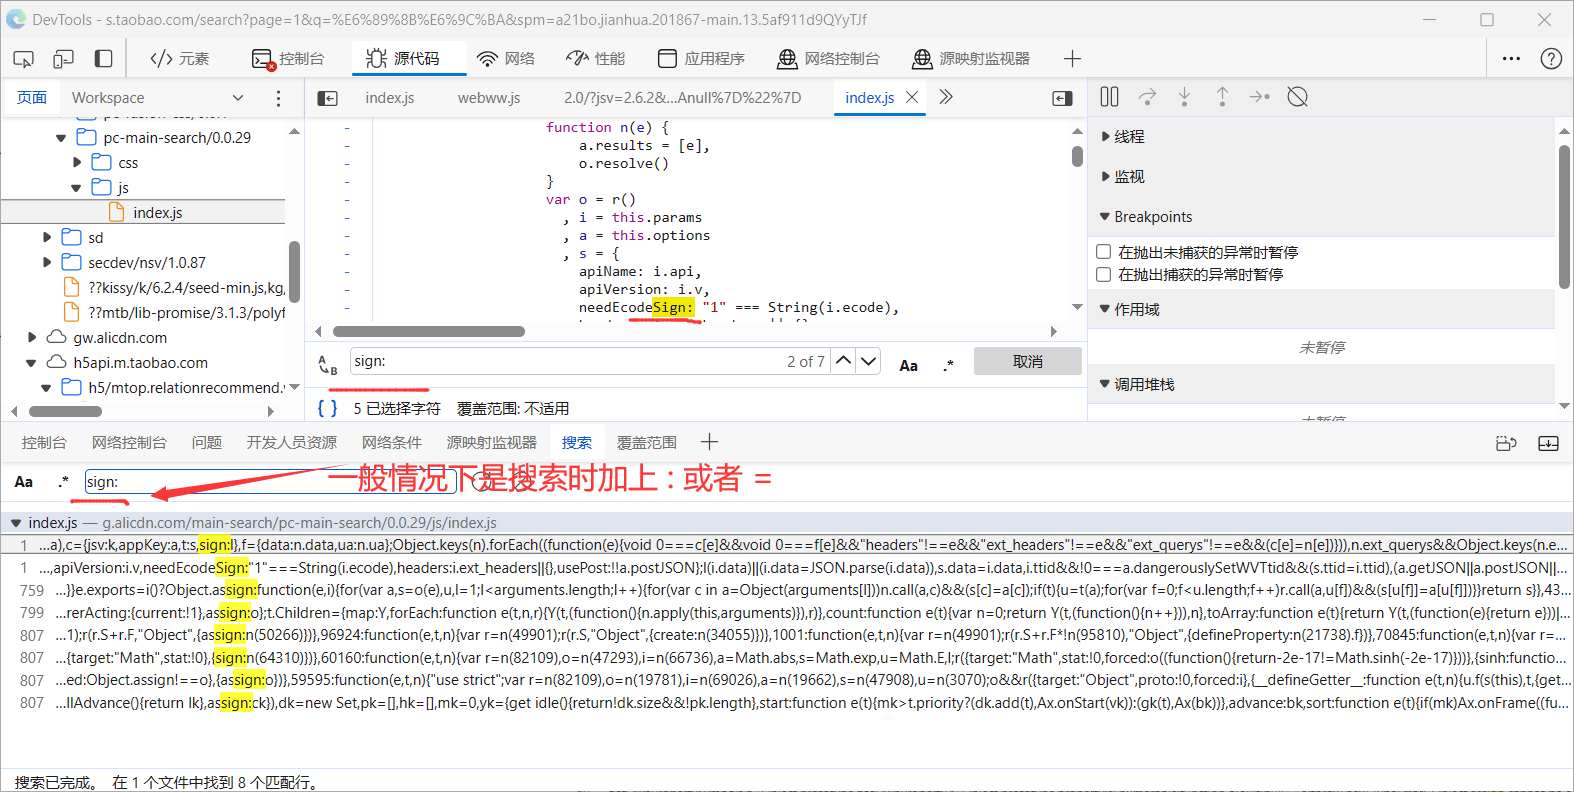 DevTools - s.taobao.com/search?page=1&q=%E6%89%8B%E6%9C%BA&spm=a21bo.jianhua.201867-main.13.5af911d9QYyTJf
元素 控制台 源代码 网络 性能 应用程序 网络控制台 源映射监视器
页面 Workspace index.js webww.js 2.0/?jsv=2.6.2&...Anull%7D%22%7D index.js
pc-main-search/0.0.29
css
js
index.js
sd
secdev/nsv/1.0.87
??kissy/k/6.2.4/seed-min.js,kg,
??mtb/lib-promise/3.1.3/polyf
gw.alicdn.com
h5api.m.taobao.com
h5/mtop.relationrecommend.
function n(e) {
a.results = [e],
o.resolve()
}
var o = r()
, i = this.params
, a = this.options
, s = {
apiName: i.api,
apiVersion: i.v,
needEcodeSign: "1" === String(i.ecode),
sign: 2 of 7 Aa .* 取消
{ } 5 已选择字符 覆盖范围: 不适用
线程
监视
Breakpoints
在抛出未捕获的异常时暂停
在抛出捕获的异常时暂停
作用域
未暂停
调用堆栈
未暂停
控制台 网络控制台 问题 开发人员资源 网络条件 源映射监视器 搜索 覆盖范围
Aa .* sign: 一般情况下是搜索时加上 : 或者 =
index.js — g.alicdn.com/main-search/pc-main-search/0.0.29/js/index.js
1 ...a),c={jsv:k,appKey:a,t:s,sign:l},f={data:n.data,ua:n.ua};Object.keys(n).forEach((function(e){void 0===c[e]&&void 0===f[e]&&"headers"!==e&&"ext_headers"!==e&&"ext_querys"!==e&&(c[e]=n[e])})),n.ext_querys&&Object.keys(n.e...
1 ...,apiVersion:i.v,needEcodeSign:"1"===String(i.ecode),headers:i.ext_headers||{},usePost:!!a.postJSON};l(i.data)||(i.data=JSON.parse(i.data)),s.data=i.data,i.ttid&&!0===a.dangerouslySetWVTtid&&(s.ttid=i.ttid),(a.getJSON||a.postJSON||...
759 ...}}e.exports=i()?Object.assign:function(e,i){for(var a,s=o(e),u,l=1;l<arguments.length;l++){for(var c in a=Object(arguments[l]))n.call(a,c)&&(s[c]=a[c]);if(t){u=t(a);for(var f=0;f<u.length;f++)r.call(a,u[f])&&(s[u[f]]=a[u[f]])}}return s}},43...
799 ...rerActing:{current:!1},assign:o};t.Children={map:Y,forEach:function e(t,n,r){Y(t,(function(){n.apply(this,arguments)}),r)},count:function e(t){var n=0;return Y(t,(function(){n++})),n},toArray:function e(t){return Y(t,(function(e){return e}))||...
807 ...1);r(r.S+r.F,"Object",{assign:n(50266)})},96924:function(e,t,n){var r=n(49901);r(r.S,"Object",{create:n(34055)})},1001:function(e,t,n){var r=n(49901);r(r.S+r.F*!n(95810),"Object",{defineProperty:n(21738).f})},70845:function(e,t,n){var r=43...
807 ...{target:"Math",stat:!0},{sign:n(64310)})},60160:function(e,t,n){var r=n(82109),o=n(47293),i=n(66736),a=Math.abs,s=Math.exp,u=Math.E,l;r({target:"Math",stat:!0,forced:o((function(){return-2e-17!=Math.sinh(-2e-17)}))},{sinh:functio...
807 ...ed:Object.assign!==o},{assign:o})},59595:function(e,t,n){"use strict";var r=n(82109),o=n(19781),i=n(69026),a=n(19662),s=n(47908),u=n(3070);o&&r({target:"Object",proto:!0,forced:i},{__defineGetter__:function e(t,n){u.f(s(this),t,{get...
807 ...llAdvance(){return lk},assign:ck}),dk=new Set,pk=[],hk=[],mk=0,yk={get idle(){return!dk.size&&!pk.length},start:function e(t){mk>t.priority?(dk.add(t),Ax.onStart(vk)):(gk(t),Ax(bk))},advance:bk,sort:function e(t){if(mk)Ax.onFrame((fu...
搜索已完成。 在 1 个文件中找到 8 个匹配行。